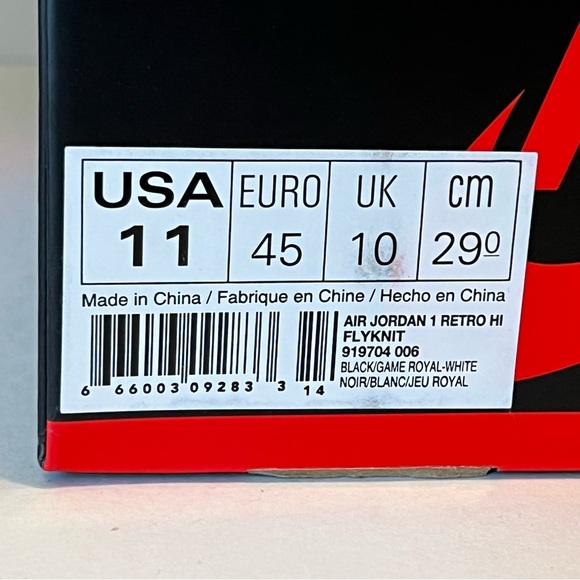 USA EURO UK cm
11 45 10 29⁰
Made in China / Fabrique en Chine / Hecho en China
AIR JORDAN 1 RETRO HI
FLYKNIT
919704 006
BLACK/GAME ROYAL-WHITE
NOIR/BLANC/JEU ROYAL
6 66003 09283 3 14